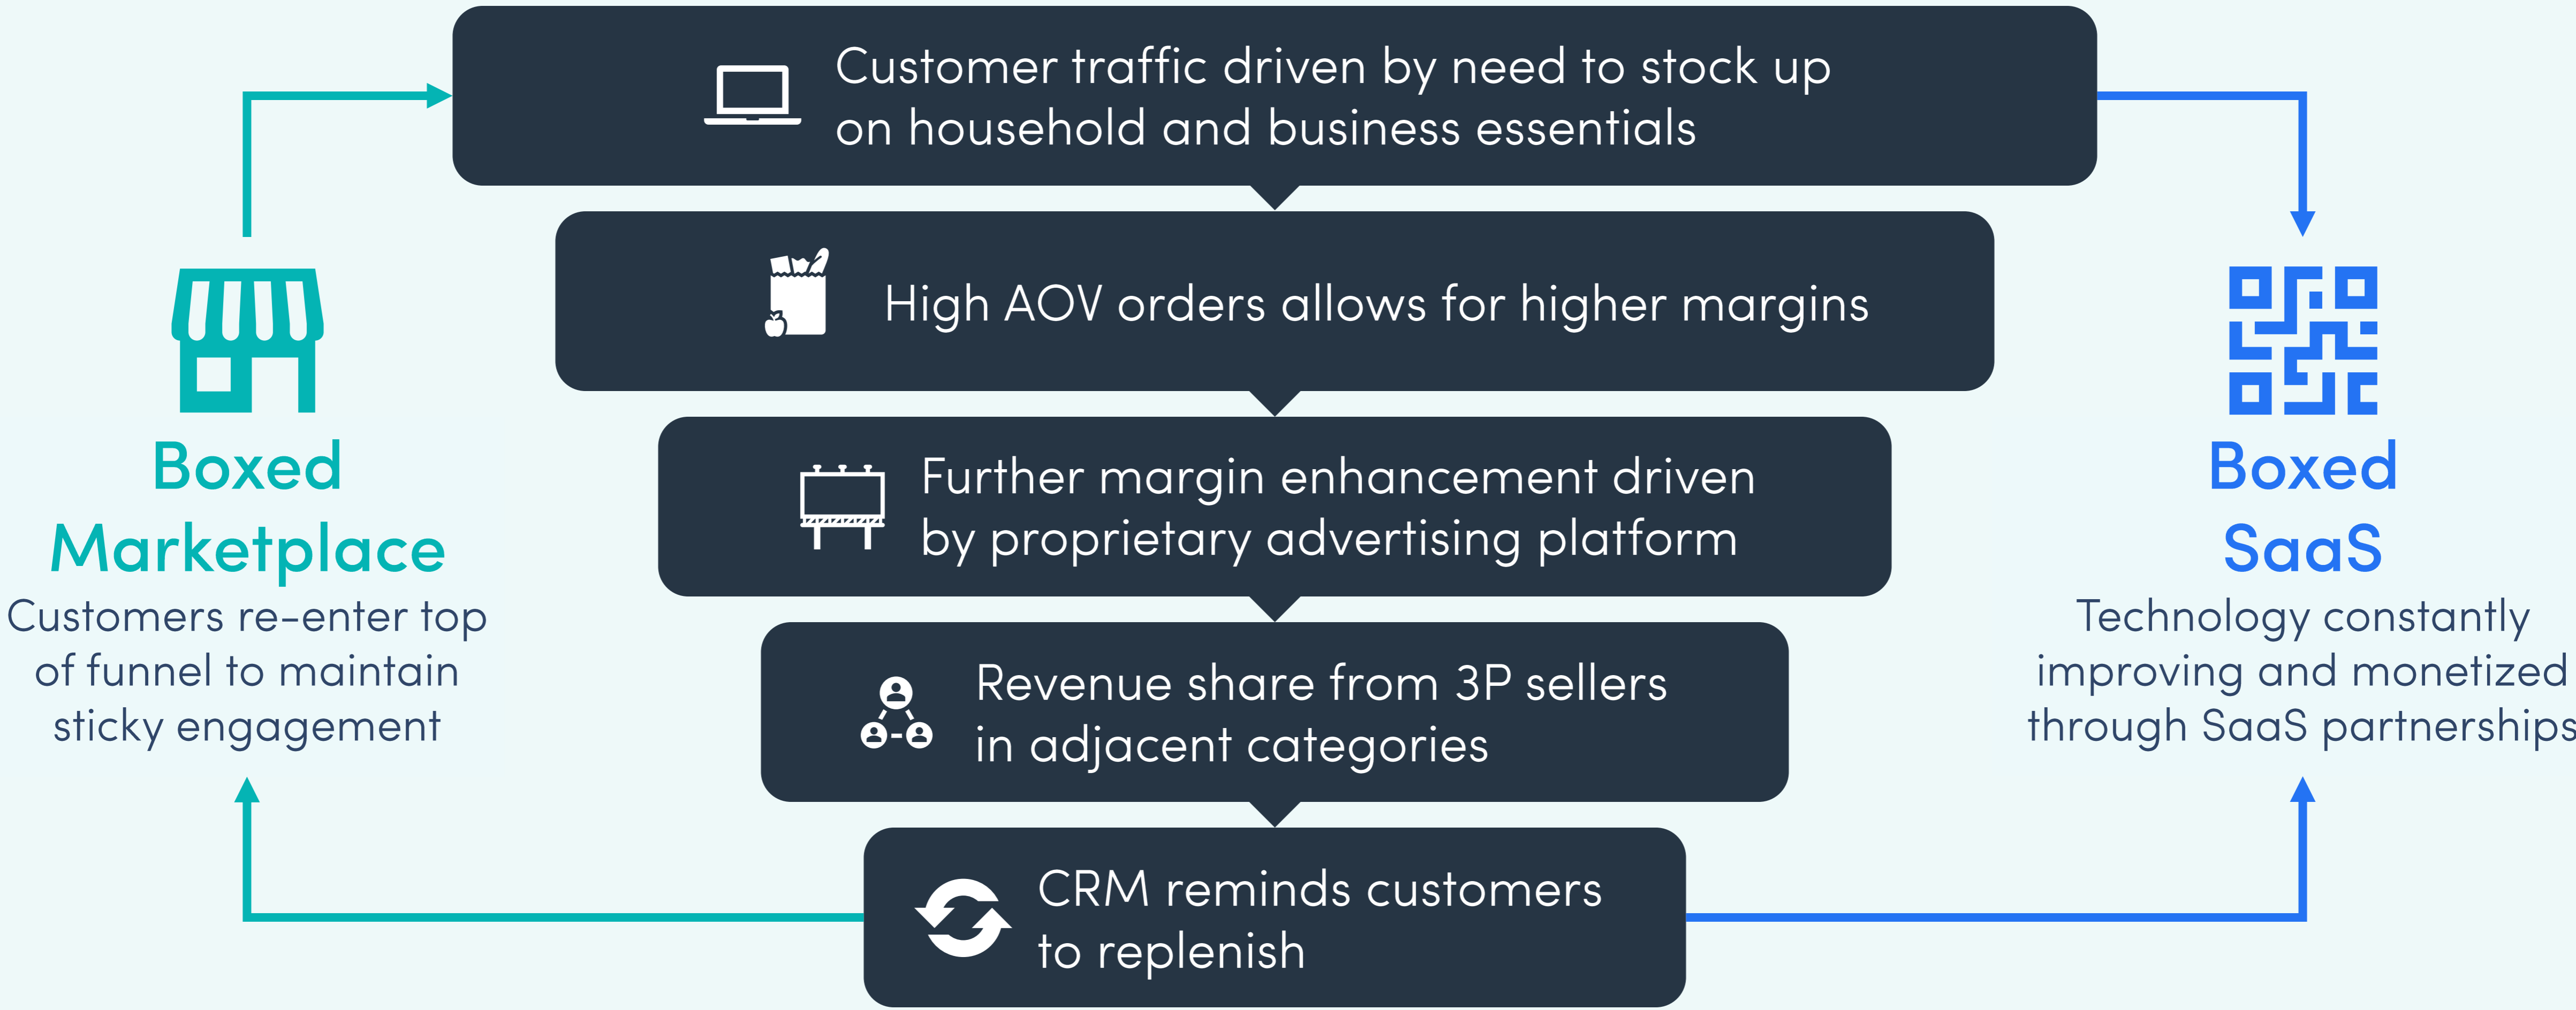 Customer traffic driven by need to stock up
on household and business essentials
High AOV orders allows for higher margins
Further margin enhancement driven
by proprietary advertising platform
Revenue share from 3P sellers
in adjacent categories
CRM reminds customers
to replenish
Boxed
Marketplace
Customers re-enter top
of funnel to maintain
sticky engagement
Boxed
SaaS
Technology constantly
improving and monetized
through SaaS partnerships